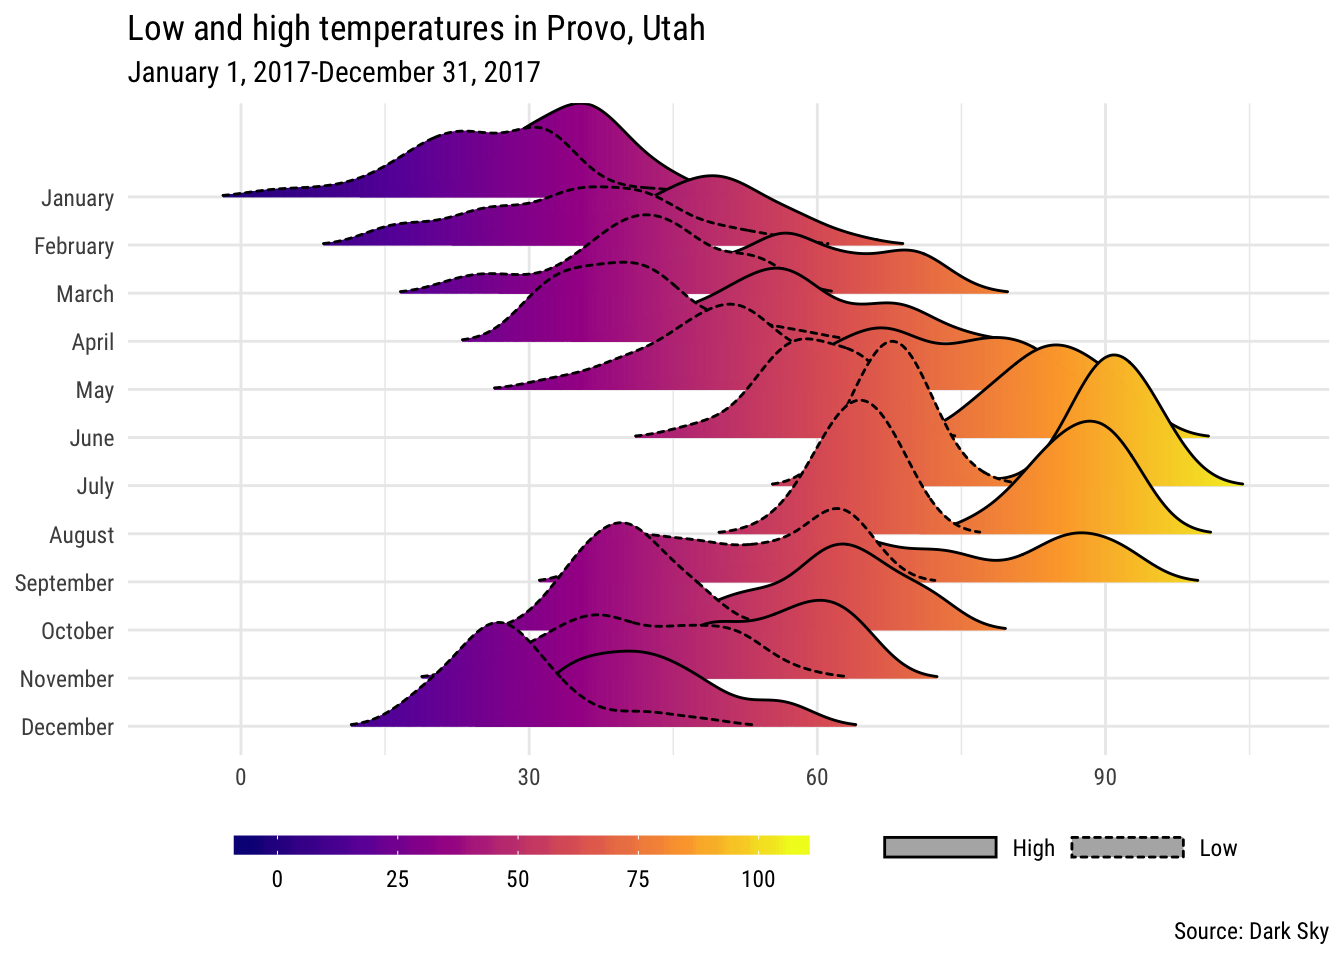 Low and high temperatures in Provo, Utah
January 1, 2017-December 31, 2017
January
February
March
April
May
June
July
August
September
October
November
December
0 30 60 90
0 25 50 75 100
High Low
Source: Dark Sky